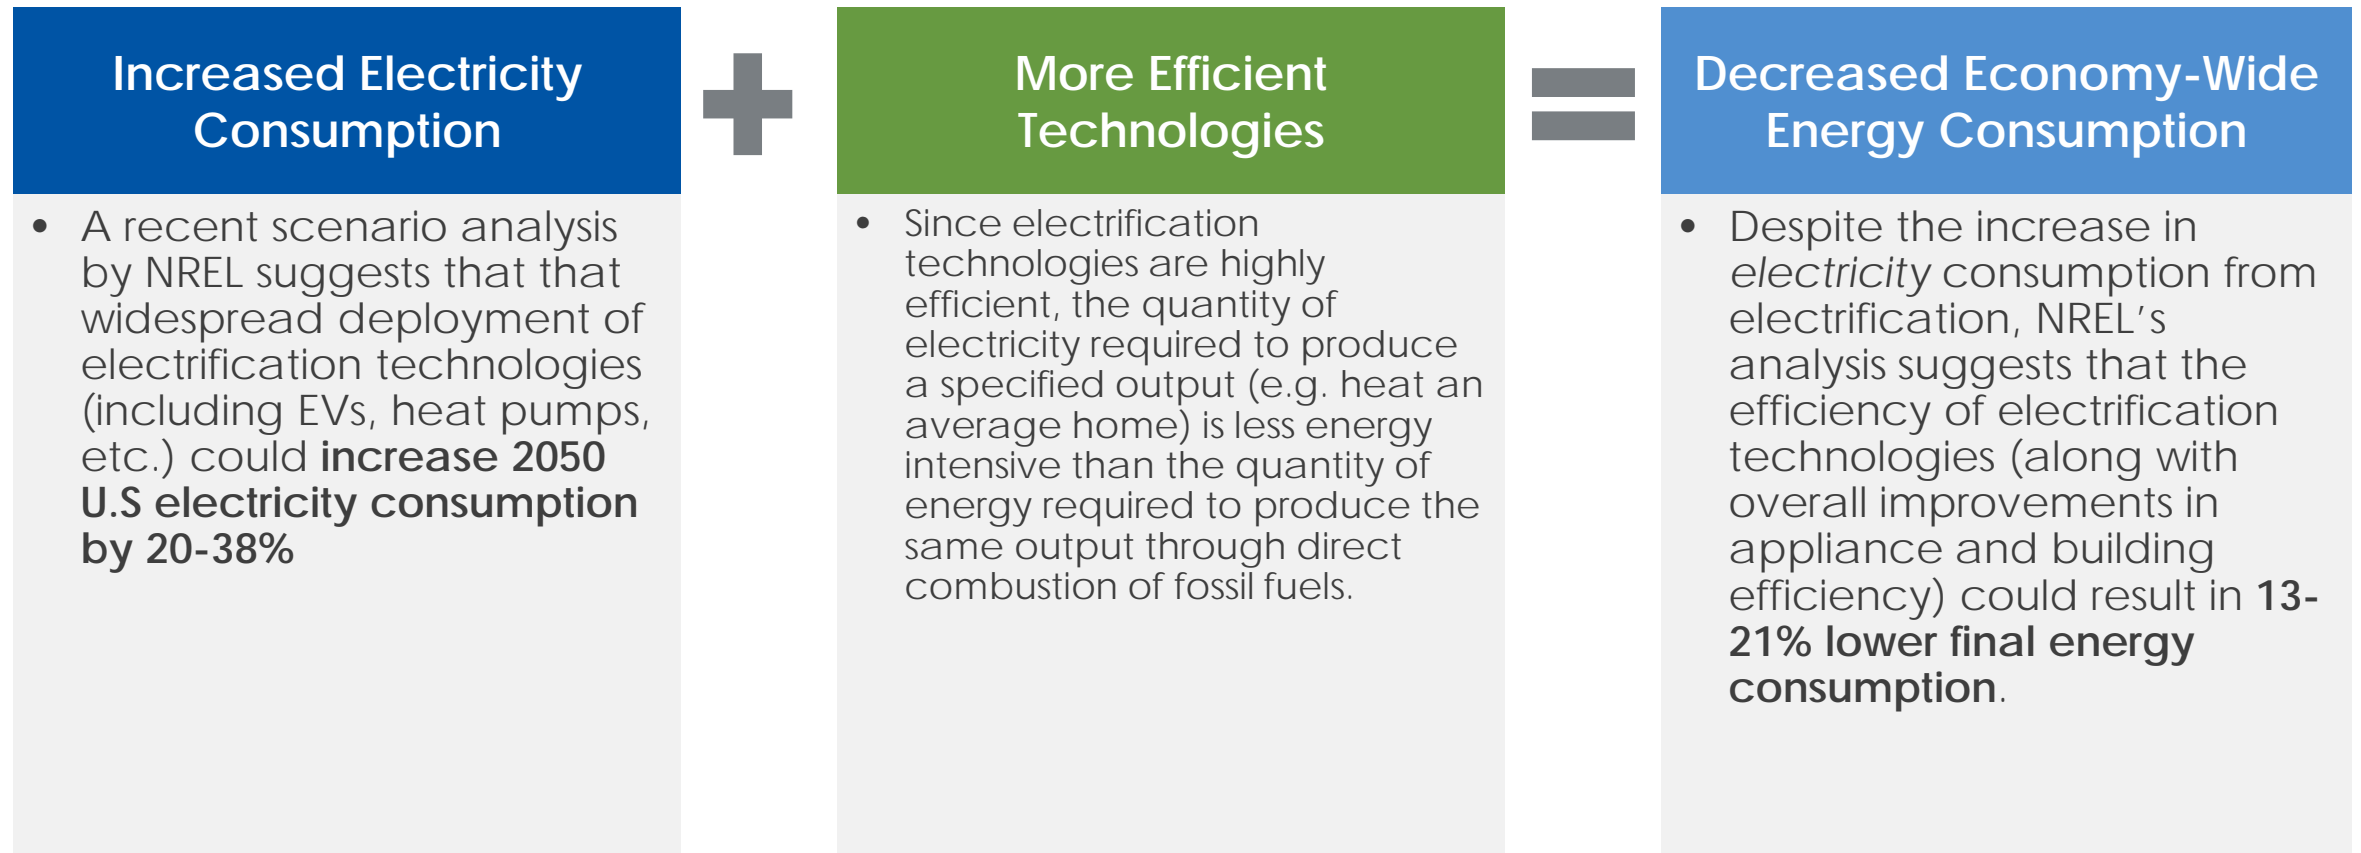 Increased Electricity
Consumption
• A recent scenario analysis
by NREL suggests that that
widespread deployment of
electrification technologies
(including EVs, heat pumps,
etc.) could increase 2050
U.S electricity consumption
by 20-38%
More Efficient
Technologies
• Since electrification
technologies are highly
efficient, the quantity of
electricity required to produce
a specified output (e.g. heat an
average home) is less energy
intensive than the quantity of
energy required to produce the
same output through direct
combustion of fossil fuels.
Decreased Economy-Wide
Energy Consumption
• Despite the increase in
electricity consumption from
electrification, NREL’s
analysis suggests that the
efficiency of electrification
technologies (along with
overall improvements in
appliance and building
efficiency) could result in 13-
21% lower final energy
consumption.